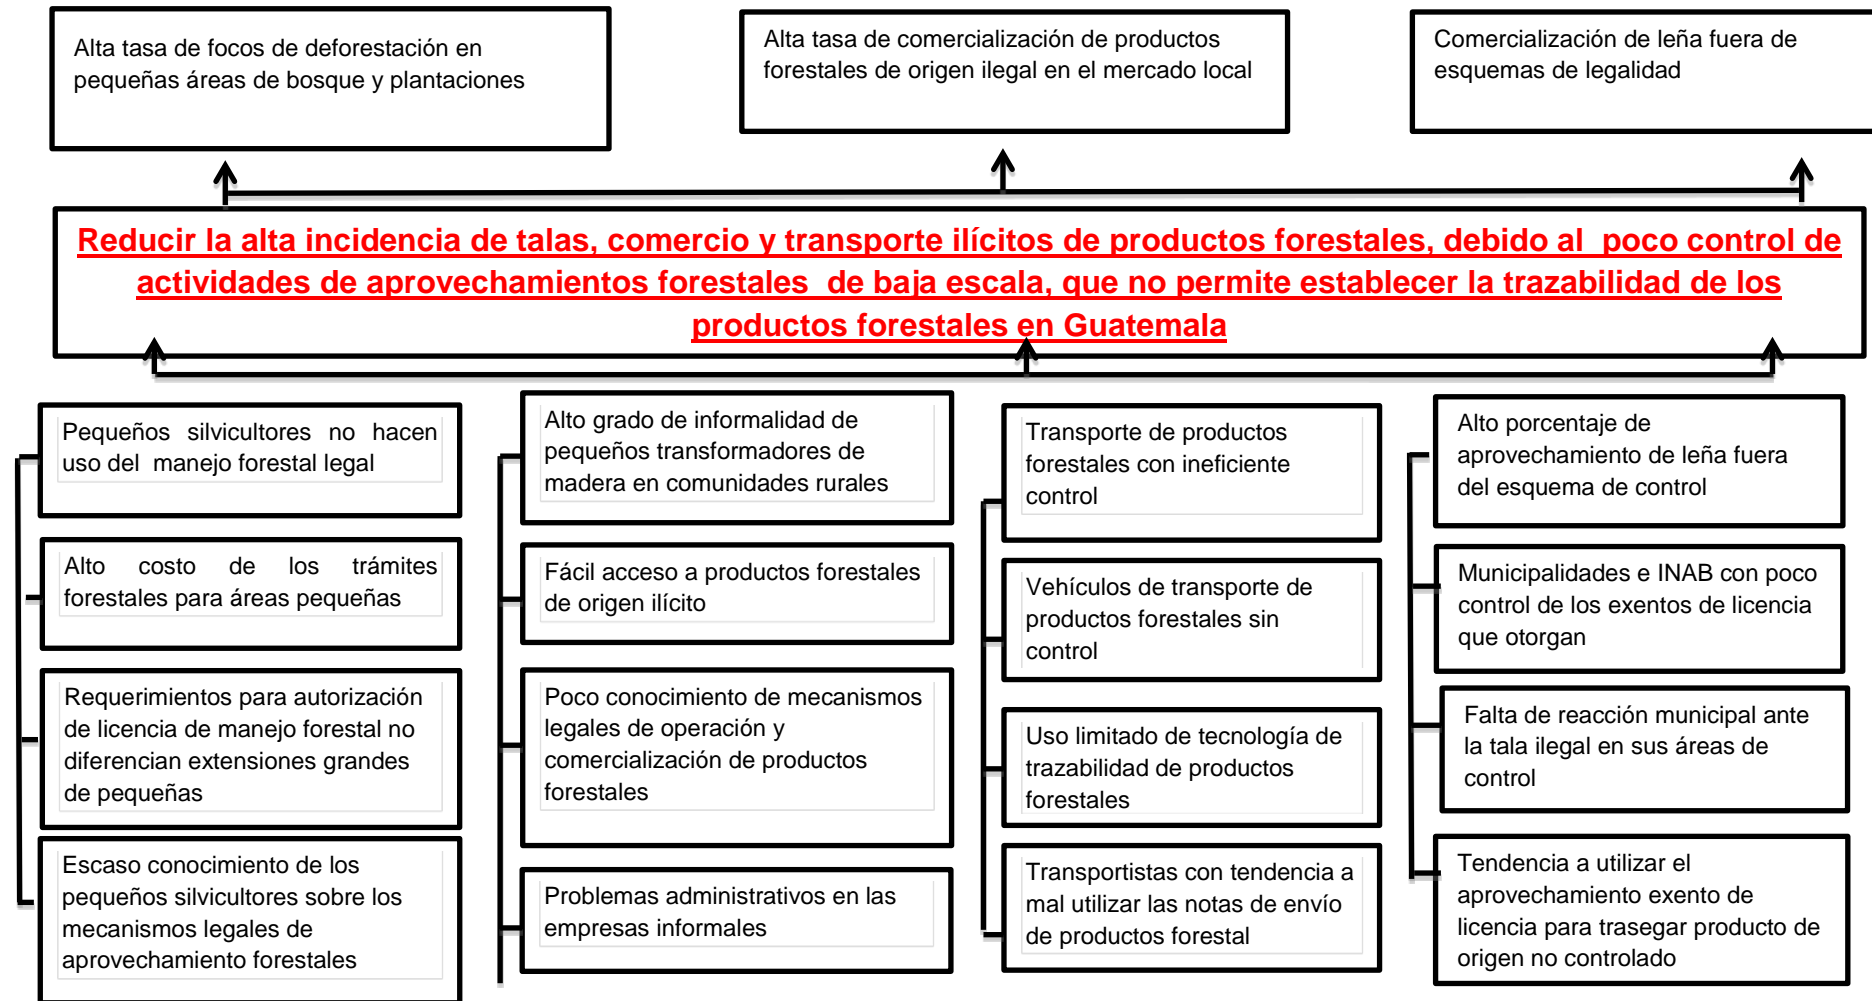 Alta tasa de focos de deforestación en
pequeñas áreas de bosque y plantaciones
Alta tasa de comercialización de productos
forestales de origen ilegal en el mercado local
Comercialización de leña fuera de
esquemas de legalidad
Reducir la alta incidencia de talas, comercio y transporte ilícitos de productos forestales, debido al poco control de
actividades de aprovechamientos forestales de baja escala, que no permite establecer la trazabilidad de los
productos forestales en Guatemala
Pequeños silvicultores no hacen
uso del manejo forestal legal
Alto costo de los trámites
forestales para áreas pequeñas
Requerimientos para autorización
de licencia de manejo forestal no
diferencian extensiones grandes
de pequeñas
Escaso conocimiento de los
pequeños silvicultores sobre los
mecanismos legales de
aprovechamiento forestales
Alto grado de informalidad de
pequeños transformadores de
madera en comunidades rurales
Fácil acceso a productos forestales
de origen ilícito
Poco conocimiento de mecanismos
legales de operación y
comercialización de productos
forestales
Problemas administrativos en las
empresas informales
Transporte de productos
forestales con ineficiente
control
Vehículos de transporte de
productos forestales sin
control
Uso limitado de tecnología de
trazabilidad de productos
forestales
Transportistas con tendencia a
mal utilizar las notas de envío
de productos forestal
Alto porcentaje de
aprovechamiento de leña fuera
del esquema de control
Municipalidades e INAB con poco
control de los exentos de licencia
que otorgan
Falta de reacción municipal ante
la tala ilegal en sus áreas de
control
Tendencia a utilizar el
aprovechamiento exento de
licencia para trasegar producto de
origen no controlado